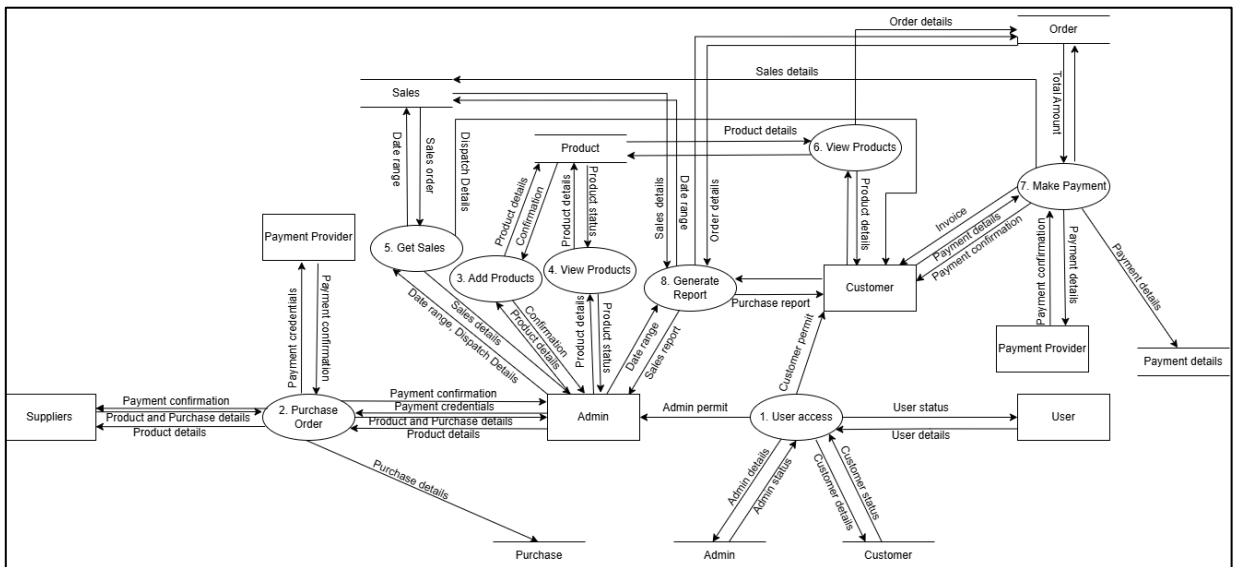 Order details
Order
Sales details
Total Amount
Sales
Date range
Sales order
Dispatch Details
Product
Product details
6. View Products
Product details
Confirmation
Product details
Product status
Sales details
Date range
Order details
Product details
7. Make Payment
Invoice
Payment details
Payment confirmation
Payment confirmation
Payment details
Payment details
Payment Provider
5. Get Sales
3. Add Products
4. View Products
8. Generate
Report
Purchase report
Customer
Payment credentials
Payment confirmation
Sales details
Date range, Dispatch Details
Confirmation
Product details
Product details
Product status
Date range
Sales report
Customer permit
Payment Provider
Payment details
Suppliers
Payment confirmation
Product and Purchase details
Product details
2. Purchase
Order
Payment confirmation
Payment credentials
Product and Purchase details
Product details
Admin
Admin permit
1. User access
User status
User details
User
Purchase details
Admin details
Admin status
Customer details
Customer status
Purchase
Admin
Customer